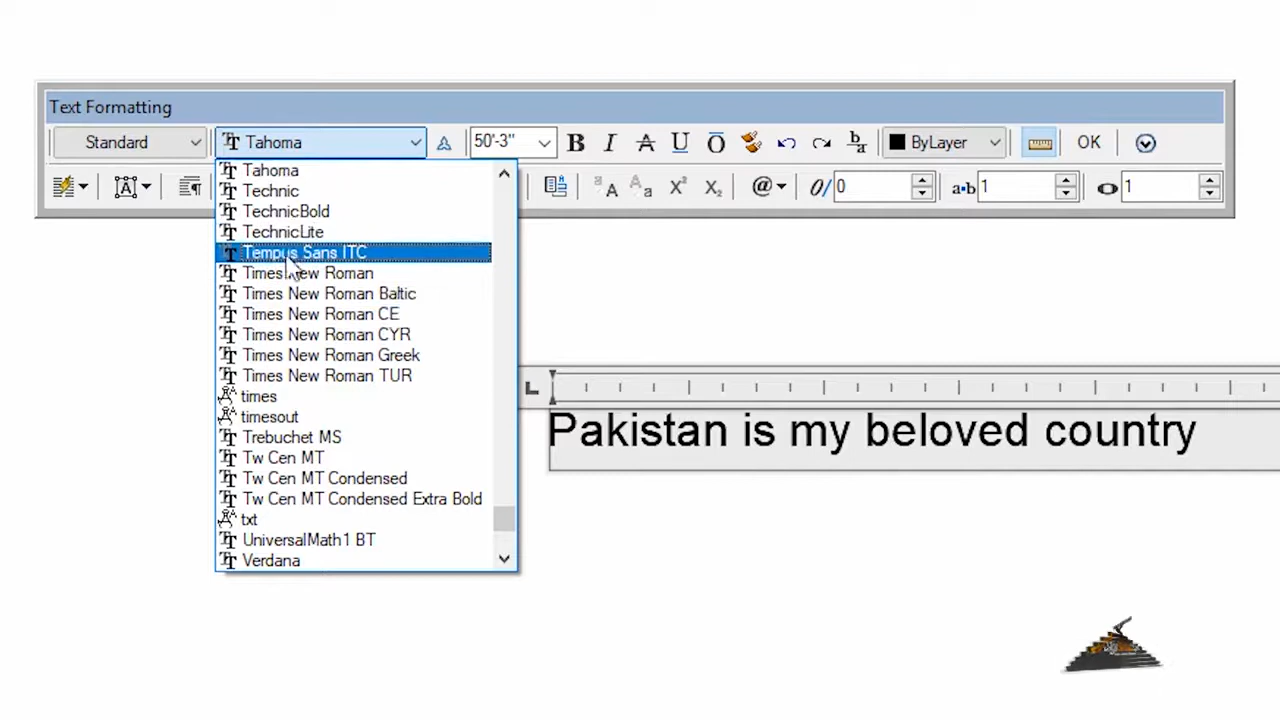 Text Formatting
Standard
Tahoma
50'-3"
B I A U O
b/a
ByLayer
OK
@
0/ 0
a•b 1
1
Tahoma
Technic
TechnicBold
TechnicLite
Tempus Sans ITC
Times New Roman
Times New Roman Baltic
Times New Roman CE
Times New Roman CYR
Times New Roman Greek
Times New Roman TUR
times
timesout
Trebuchet MS
Tw Cen MT
Tw Cen MT Condensed
Tw Cen MT Condensed Extra Bold
txt
UniversalMath1 BT
Verdana
Pakistan is my beloved country